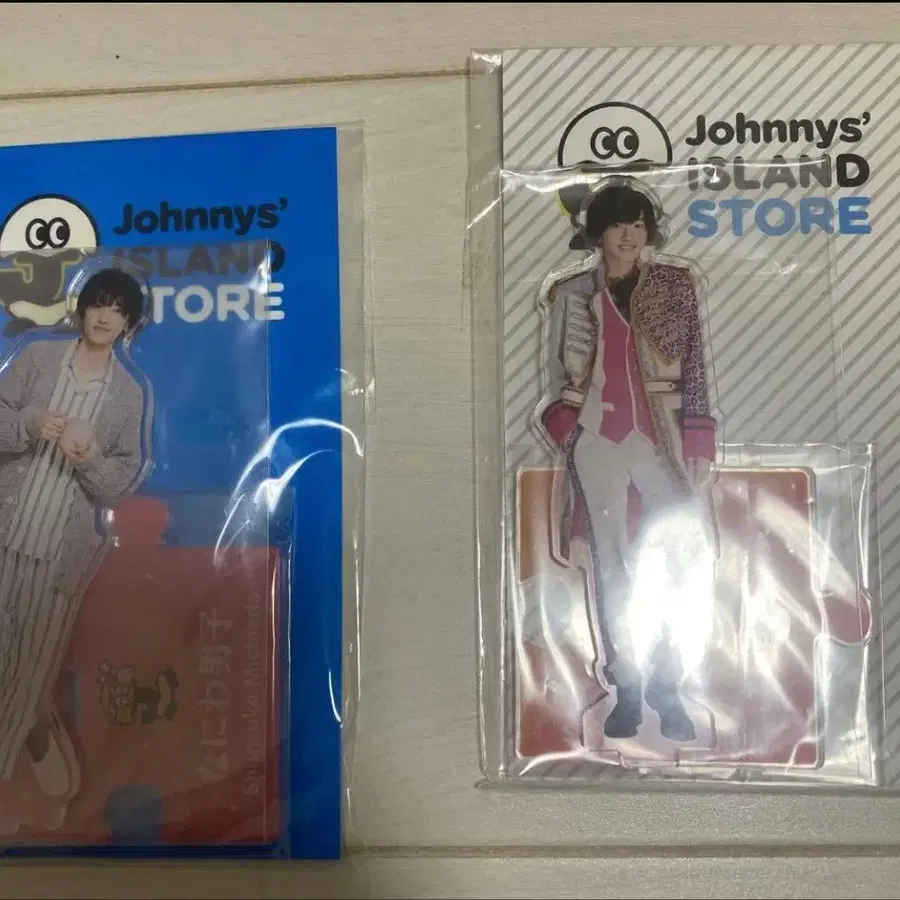 Johnnys'
ISLAND
STORE
なにわ男子
Shunsuke Michieda
Johnnys'
ISLAND
STORE